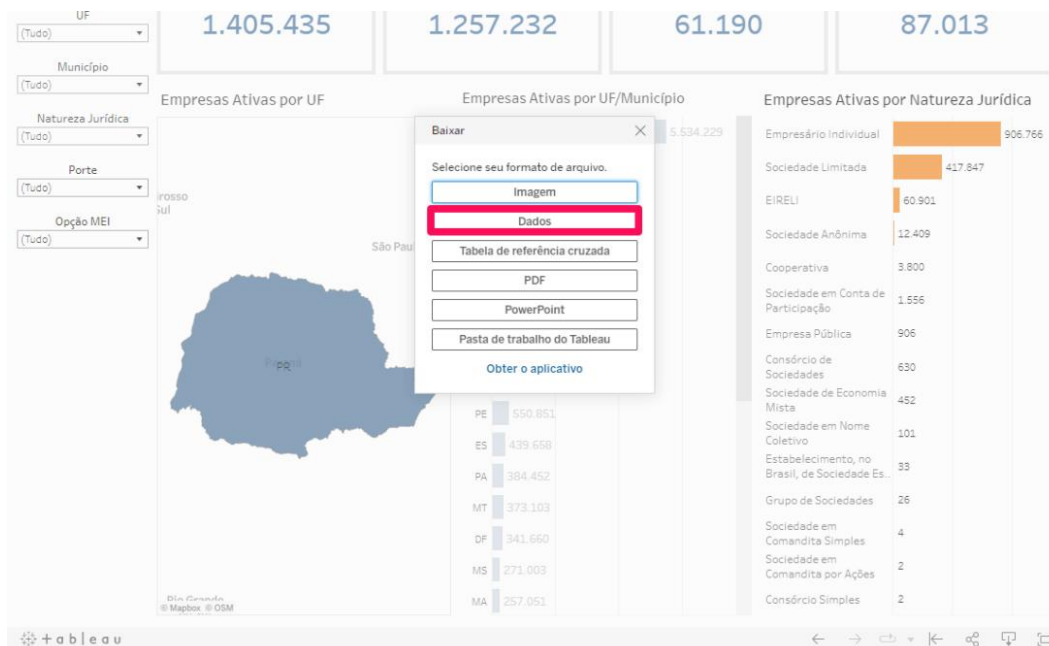 UF
(Tudo)
Município
(Tudo)
Natureza Jurídica
(Tudo)
Porte
(Tudo)
Opção MEI
(Tudo)
1.405.435
1.257.232
61.190
87.013
Empresas Ativas por UF
rosso
Sul
São Paul
PR
Rio Grande
© Mapbox © OSM
Empresas Ativas por UF/Município
5.534.229
Baixar
Selecione seu formato de arquivo.
Imagem
Dados
Tabela de referência cruzada
PDF
PowerPoint
Pasta de trabalho do Tableau
Obter o aplicativo
PE 550.851
ES 439.658
PA 384.452
MT 373.103
DF 341.660
MS 271.003
MA 257.051
Empresas Ativas por Natureza Jurídica
Empresário Individual 906.766
Sociedade Limitada 417.847
EIRELI 60.901
Sociedade Anônima 12.409
Cooperativa 3.800
Sociedade em Conta de
Participação 1.556
Empresa Pública 906
Consórcio de
Sociedades 630
Sociedade de Economia
Mista 452
Sociedade em Nome
Coletivo 101
Estabelecimento, no
Brasil, de Sociedade Es.. 33
Grupo de Sociedades 26
Sociedade em
Comandita Simples 4
Sociedade em
Comandita por Ações 2
Consórcio Simples 2
+ableau